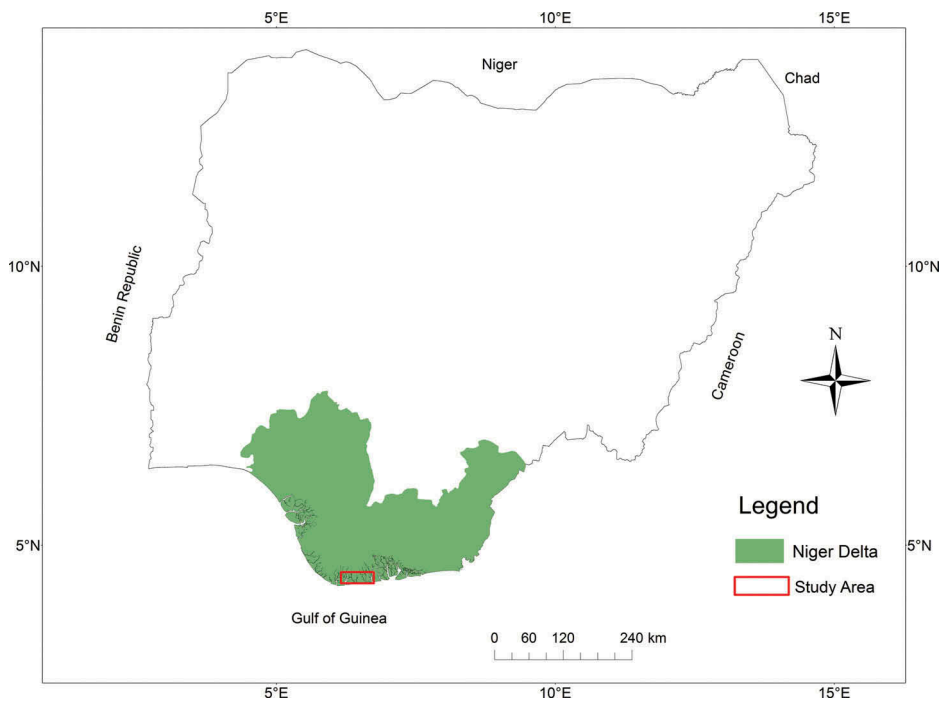 5°E 10°E 15°E
Niger
Chad
10°N 10°N
Benin Republic
Cameroon
N
Legend
Niger Delta
Study Area
5°N 5°N
Gulf of Guinea
0 60 120 240 km
5°E 10°E 15°E